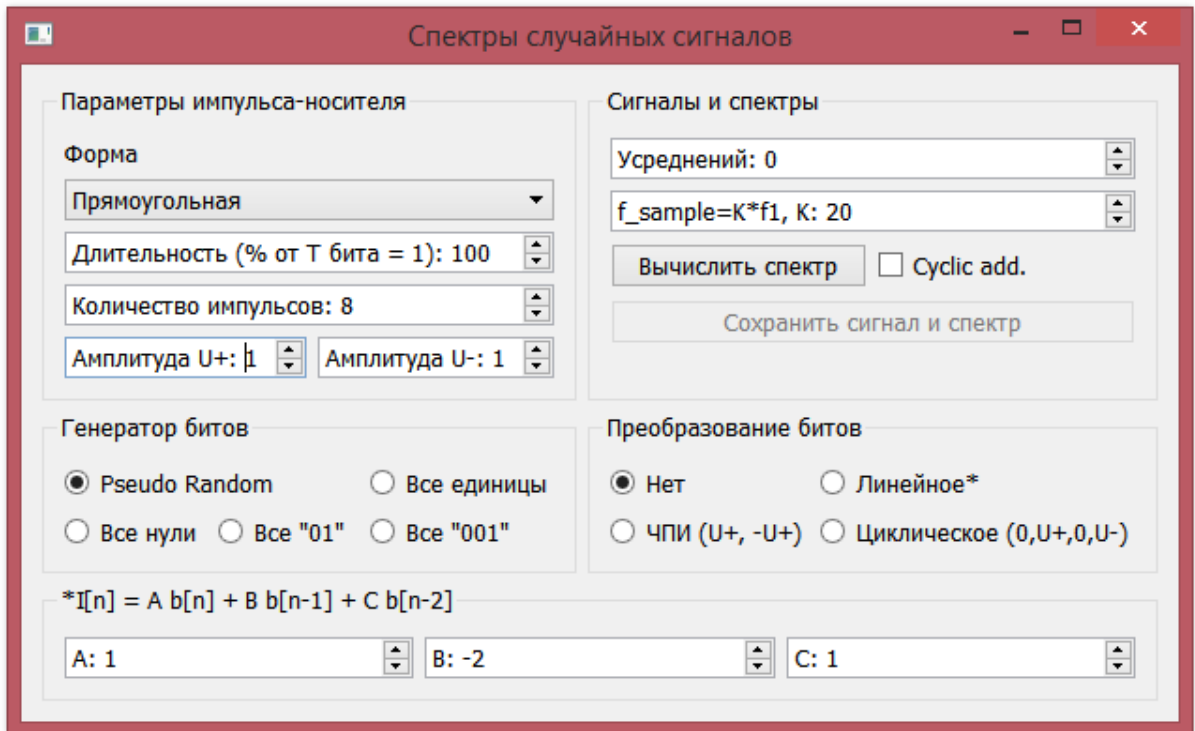 Спектры случайных сигналов
Параметры импульса-носителя
Форма
Прямоугольная
Длительность (% от Т бита = 1): 100
Количество импульсов: 8
Амплитуда U+: 1 Амплитуда U-: 1
Сигналы и спектры
Усреднений: 0
f_sample=K*f1, K: 20
Вычислить спектр Cyclic add.
Сохранить сигнал и спектр
Генератор битов
Pseudo Random Все единицы
Все нули Все "01" Все "001"
Преобразование битов
Нет Линейное*
ЧПИ (U+, -U+) Циклическое (0,U+,0,U-)
*I[n] = A b[n] + B b[n-1] + C b[n-2]
A: 1 B: -2 C: 1